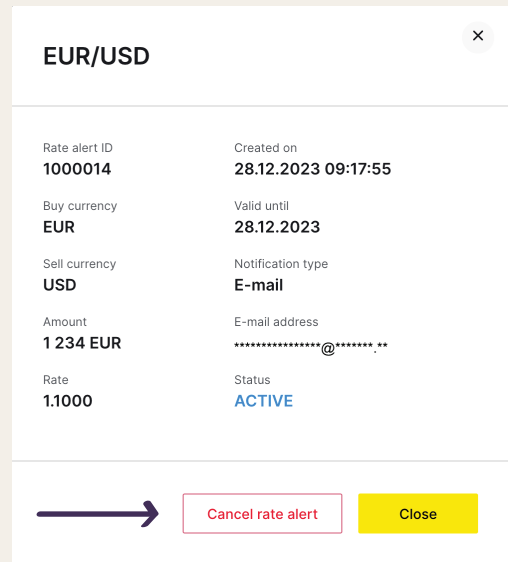 EUR/USD
Rate alert ID
1000014
Created on
28.12.2023 09:17:55
Buy currency
EUR
Valid until
28.12.2023
Sell currency
USD
Notification type
E-mail
Amount
1 234 EUR
E-mail address
****************@*******.**
Rate
1.1000
Status
ACTIVE
Cancel rate alert
Close